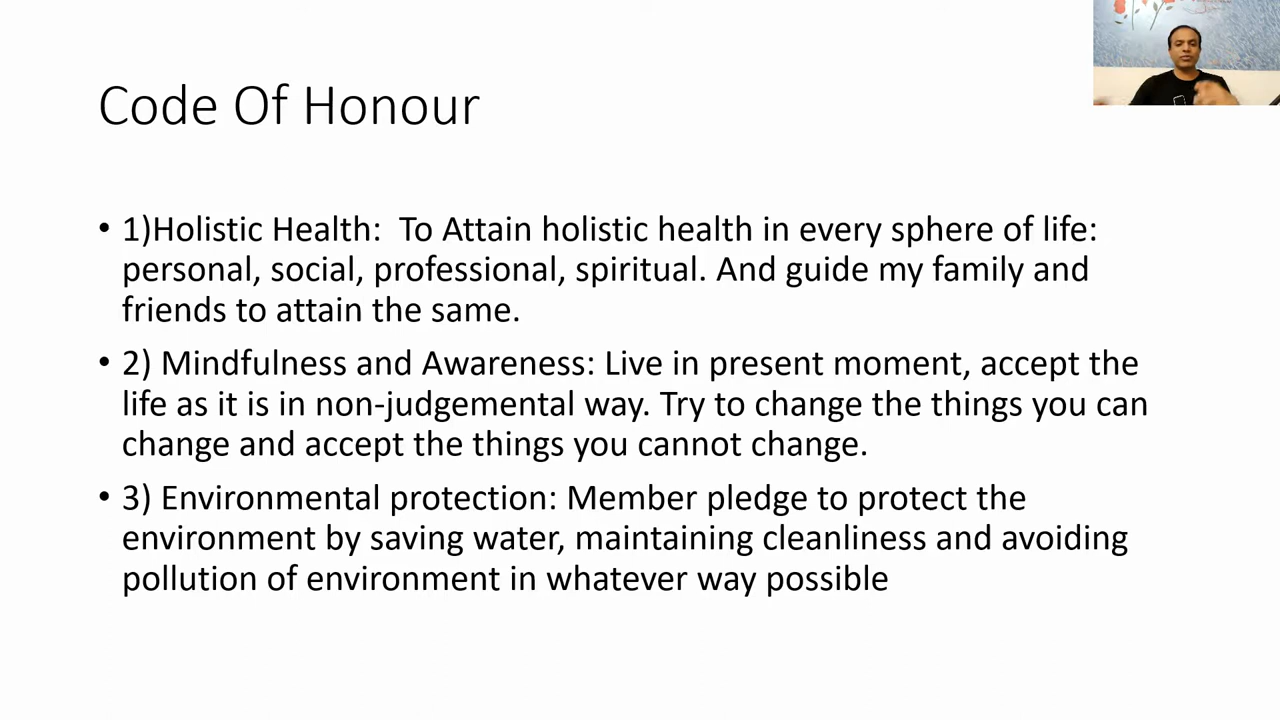 Code Of Honour
• 1)Holistic Health:  To Attain holistic health in every sphere of life:
personal, social, professional, spiritual. And guide my family and
friends to attain the same.
• 2) Mindfulness and Awareness: Live in present moment, accept the
life as it is in non-judgemental way. Try to change the things you can
change and accept the things you cannot change.
• 3) Environmental protection: Member pledge to protect the
environment by saving water, maintaining cleanliness and avoiding
pollution of environment in whatever way possible